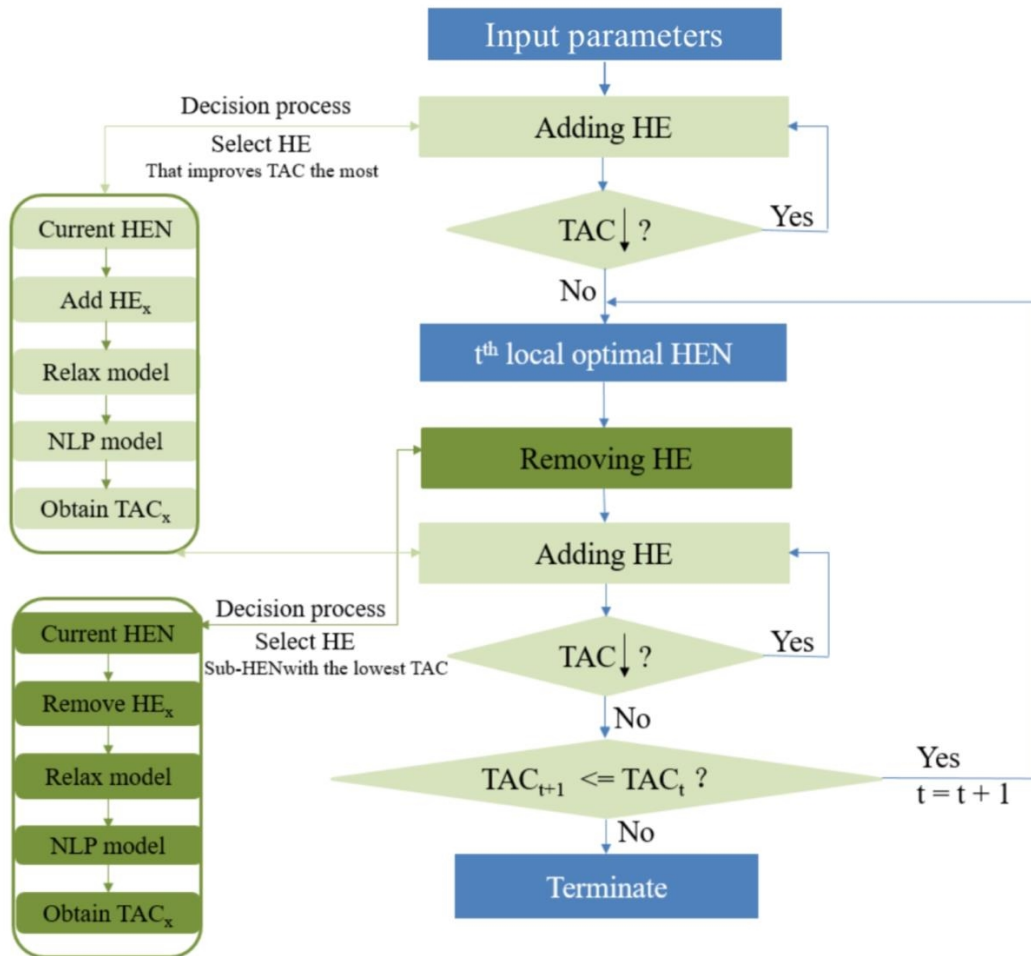 Input parameters
Decision process
Select HE
That improves TAC the most
Adding HE
TAC↓ ?
Yes
No
Current HEN
Add HEₓ
Relax model
NLP model
Obtain TACₓ
tᵗʰ local optimal HEN
Removing HE
Adding HE
Decision process
Select HE
Sub-HENwith the lowest TAC
TAC↓ ?
Yes
No
Current HEN
Remove HEₓ
Relax model
NLP model
Obtain TACₓ
TACₜ₊₁ <= TACₜ ?
Yes
t = t + 1
No
Terminate